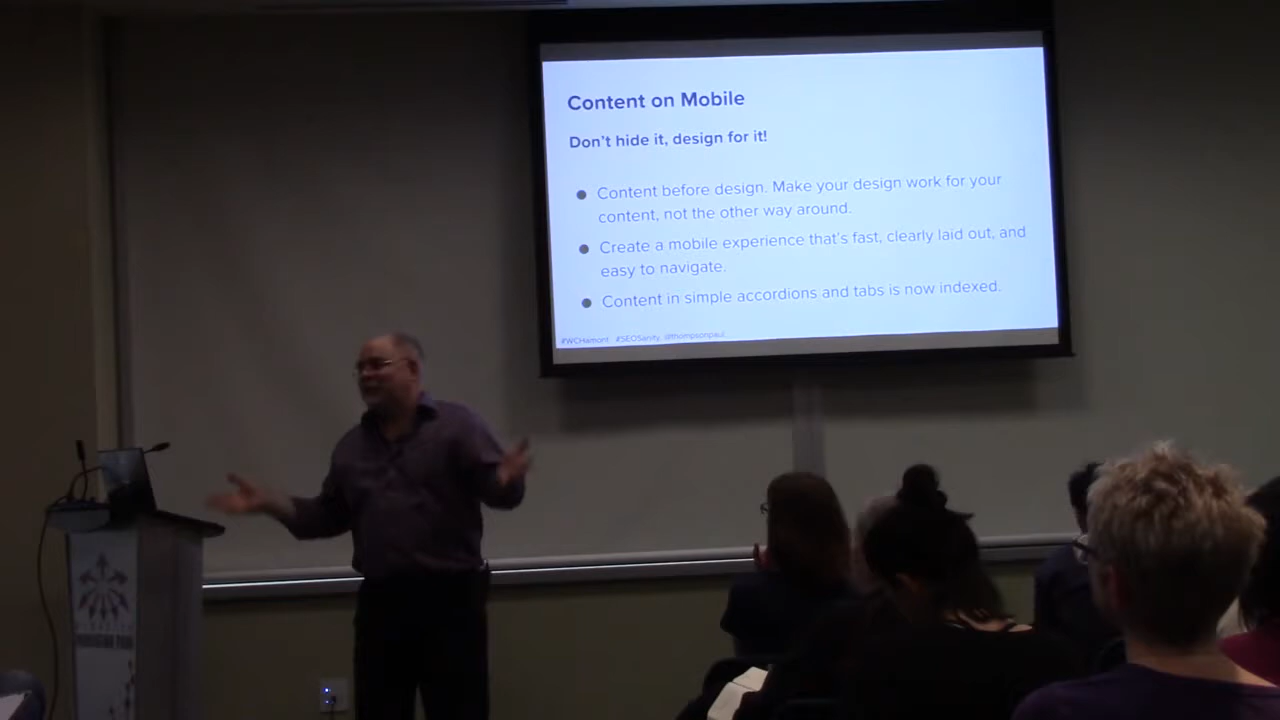 Content on Mobile
Don't hide it, design for it!
Content before design. Make your design work for your
content, not the other way around.
Create a mobile experience that's fast, clearly laid out, and
easy to navigate.
Content in simple accordions and tabs is now indexed.
#WCHamont #SEOSanity, @thompsonpaul